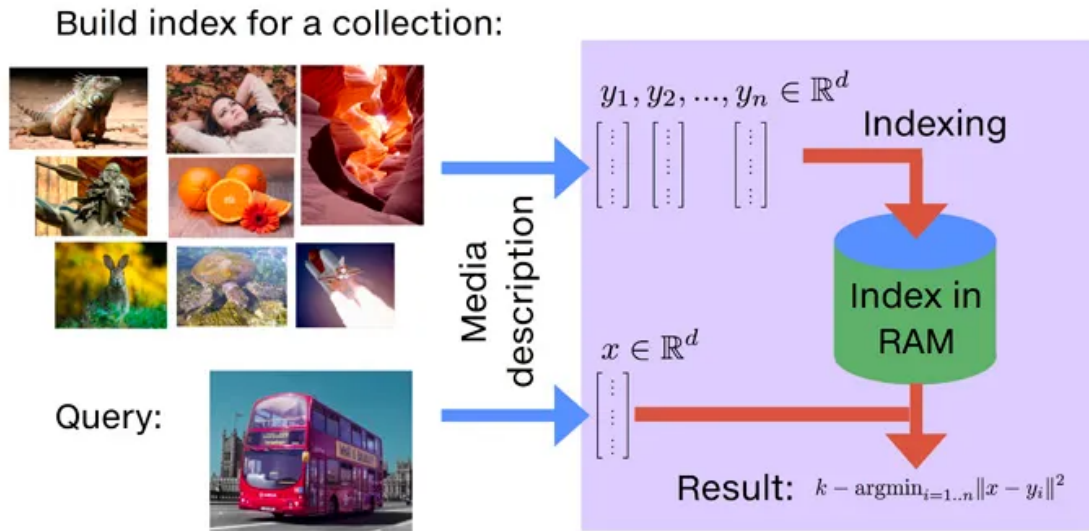 Build index for a collection:
y₁, y₂, ..., yₙ ∈ ℝᵈ
Indexing
Media
description
Index in
RAM
x ∈ ℝᵈ
Query:
Result: k − argminᵢ₌₁..ₙ‖x − yᵢ‖²